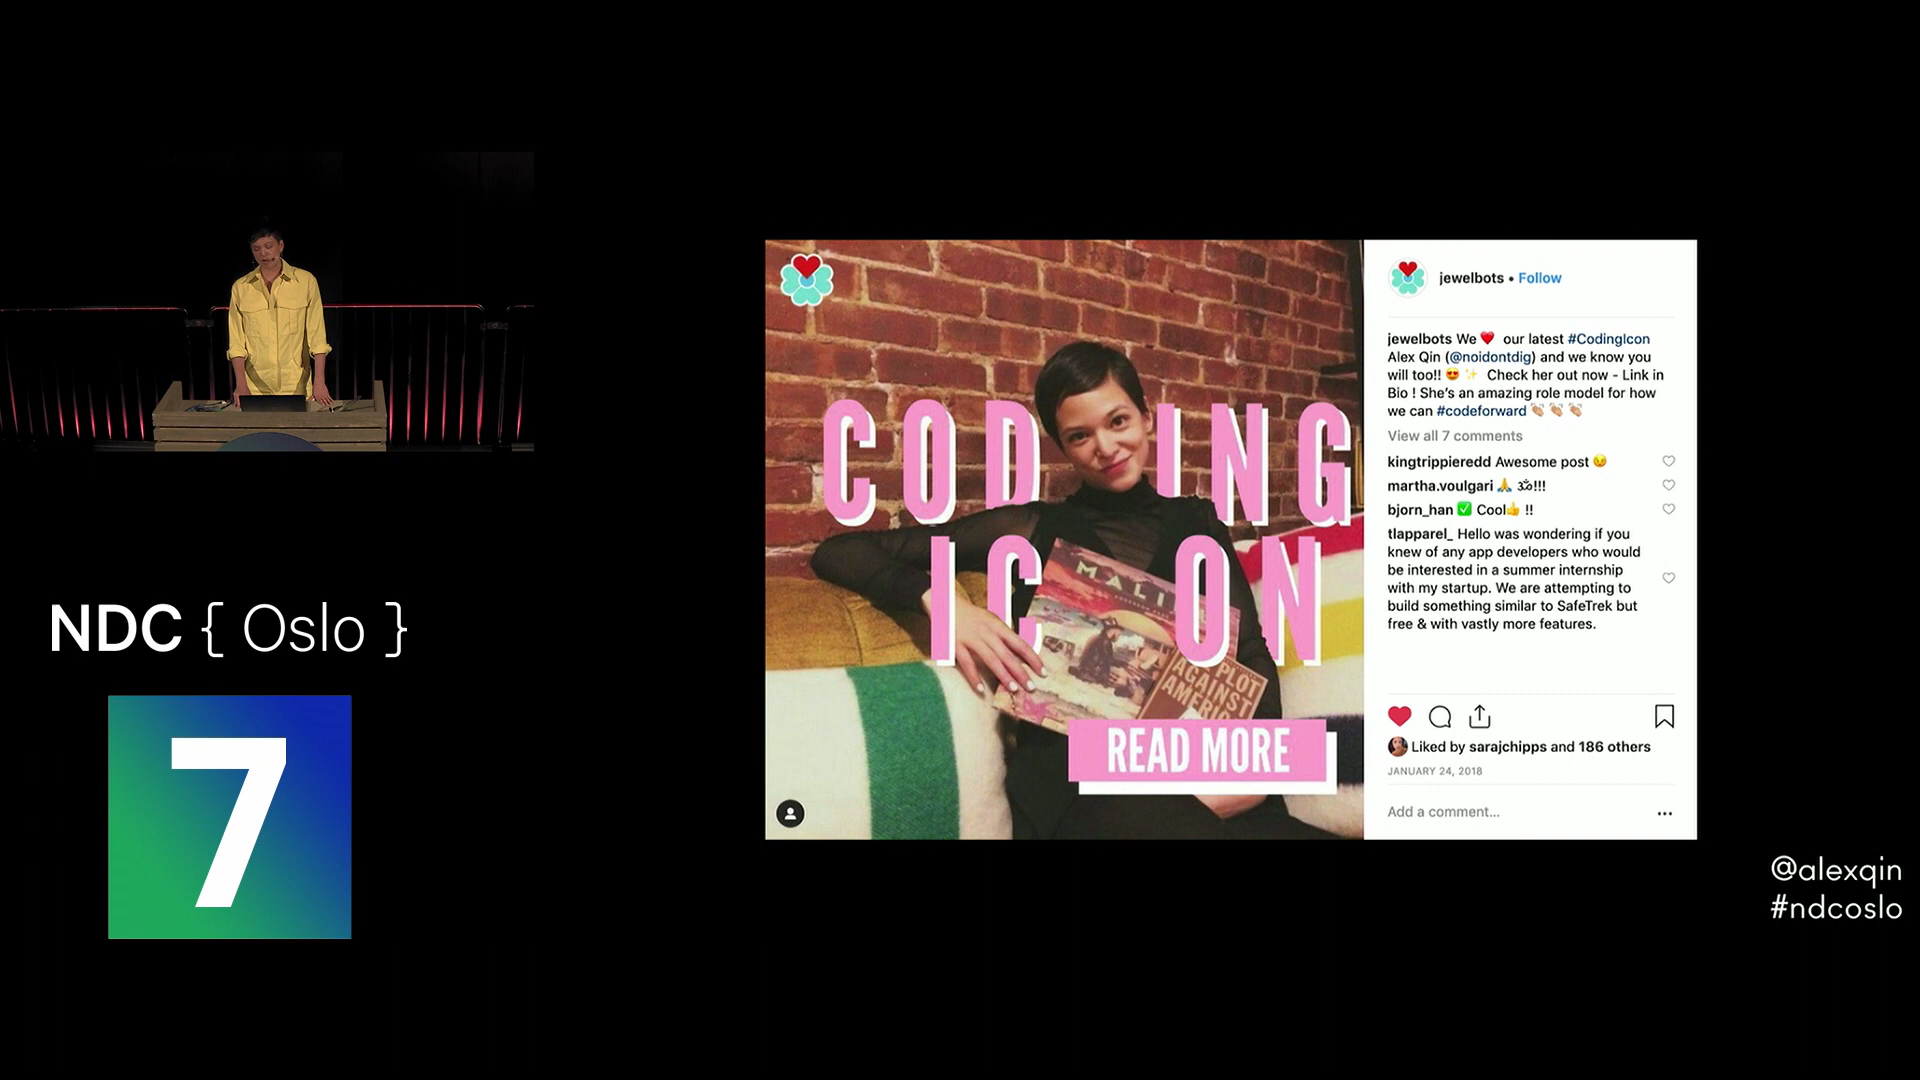 NDC { Oslo }
7
CODING
ICON
MALI
PLOT
AGAINST
AMERI
READ MORE
jewelbots • Follow
jewelbots We ❤️ our latest #CodingIcon
Alex Qin (@noidontdig) and we know you
will too!! 😍 ✨ Check her out now - Link in
Bio ! She's an amazing role model for how
we can #codeforward 👏🏼 👏🏼 👏🏼
View all 7 comments
kingtrippieredd Awesome post 😉
martha.voulgari 🙏 ૐ!!!
bjorn_han ✅ Cool👍 !!
tlapparel_ Hello was wondering if you
knew of any app developers who would
be interested in a summer internship
with my startup. We are attempting to
build something similar to SafeTrek but
free & with vastly more features.
Liked by sarajchipps and 186 others
JANUARY 24, 2018
Add a comment...
@alexqin
#ndcoslo